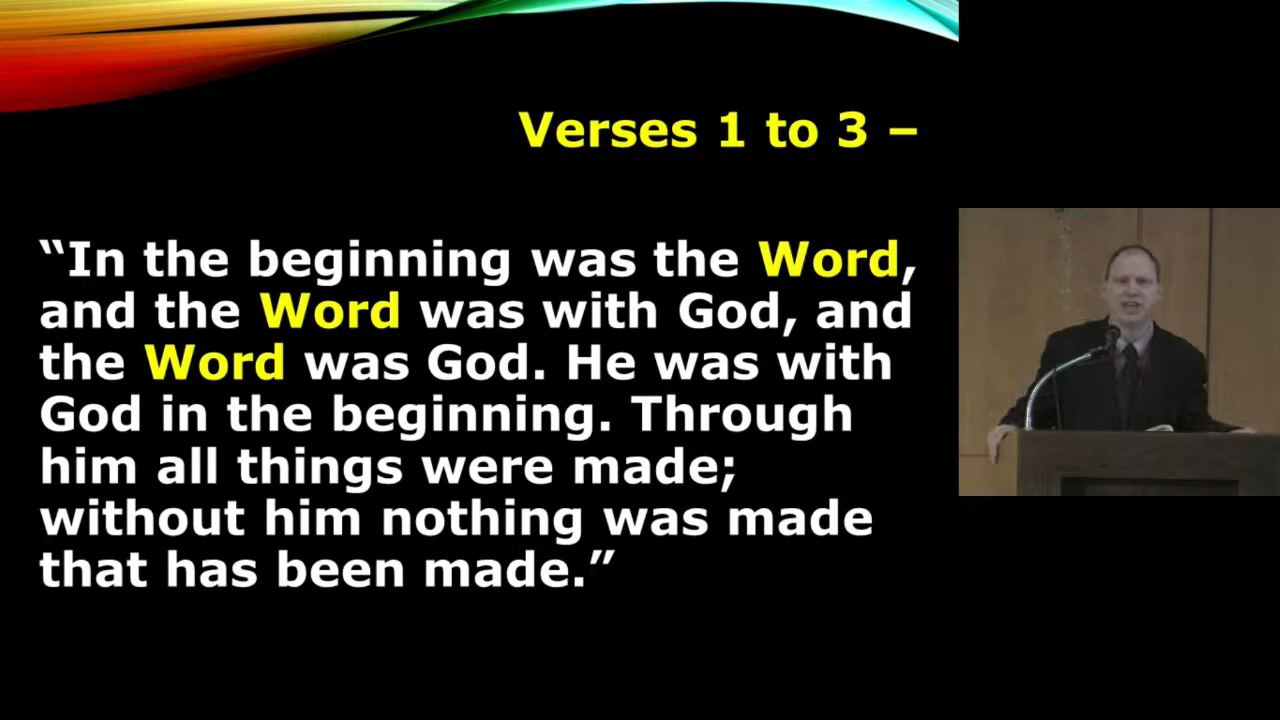 Verses 1 to 3 –
“In the beginning was the Word,
and the Word was with God, and
the Word was God. He was with
God in the beginning. Through
him all things were made;
without him nothing was made
that has been made.”